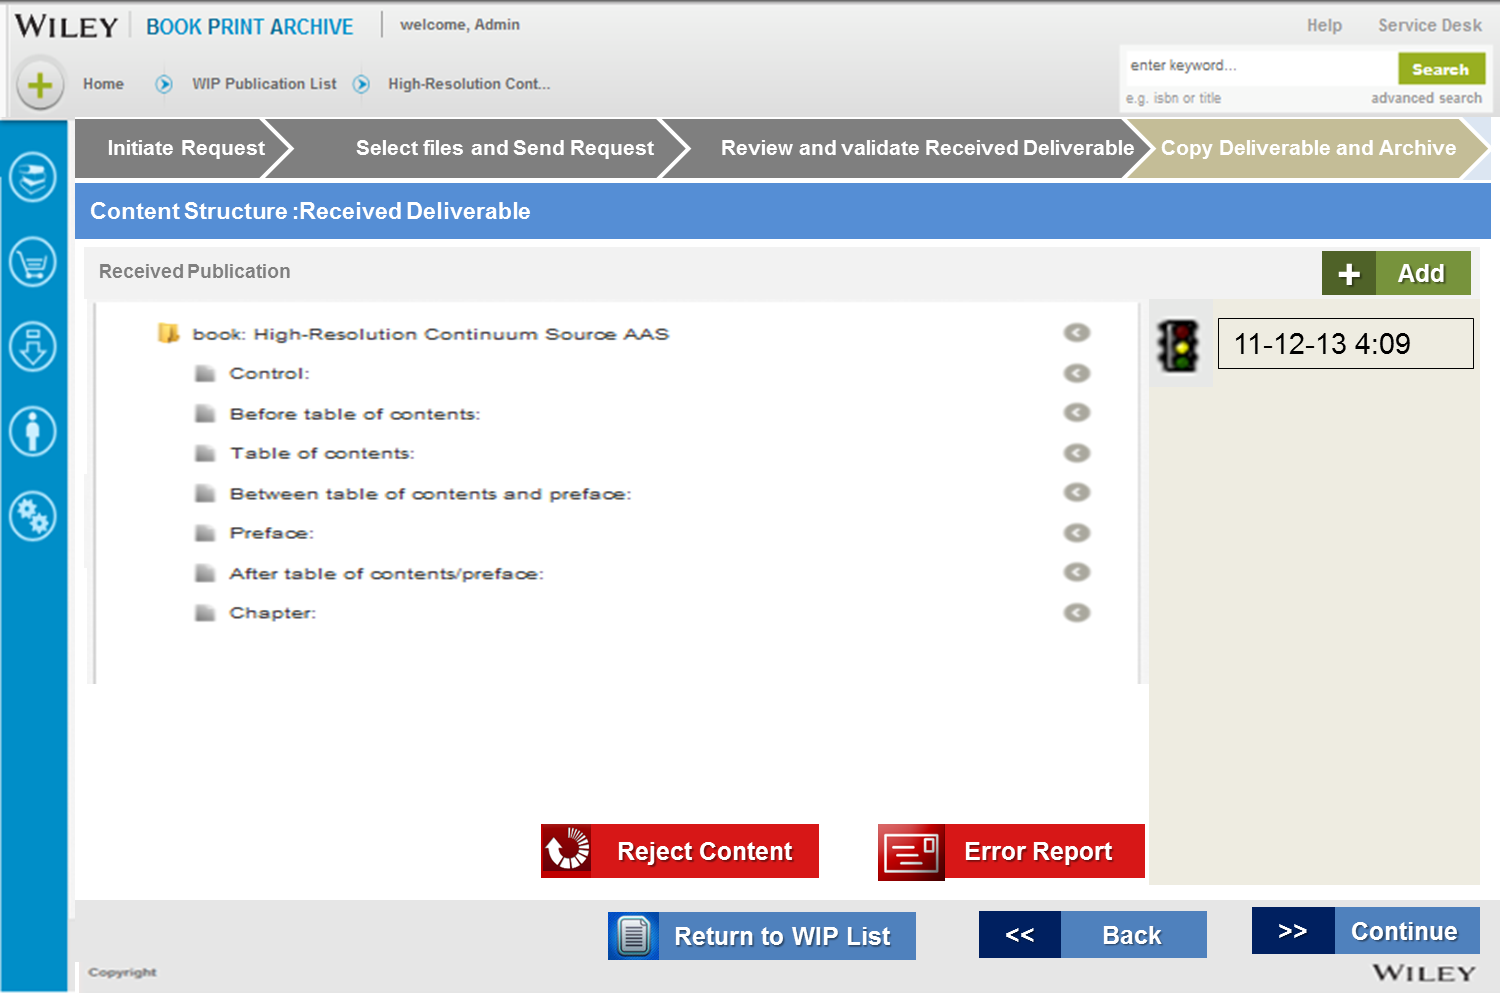 WILEY BOOK PRINT ARCHIVE welcome, Admin Help Service Desk
Home WIP Publication List High-Resolution Cont...
enter keyword... Search
e.g. isbn or title advanced search
Initiate Request Select files and Send Request Review and validate Received Deliverable Copy Deliverable and Archive
Content Structure :Received Deliverable
Received Publication + Add
book: High-Resolution Continuum Source AAS
11-12-13 4:09
Control:
Before table of contents:
Table of contents:
Between table of contents and preface:
Preface:
After table of contents/preface:
Chapter:
Reject Content Error Report
Return to WIP List << Back >> Continue
Copyright WILEY